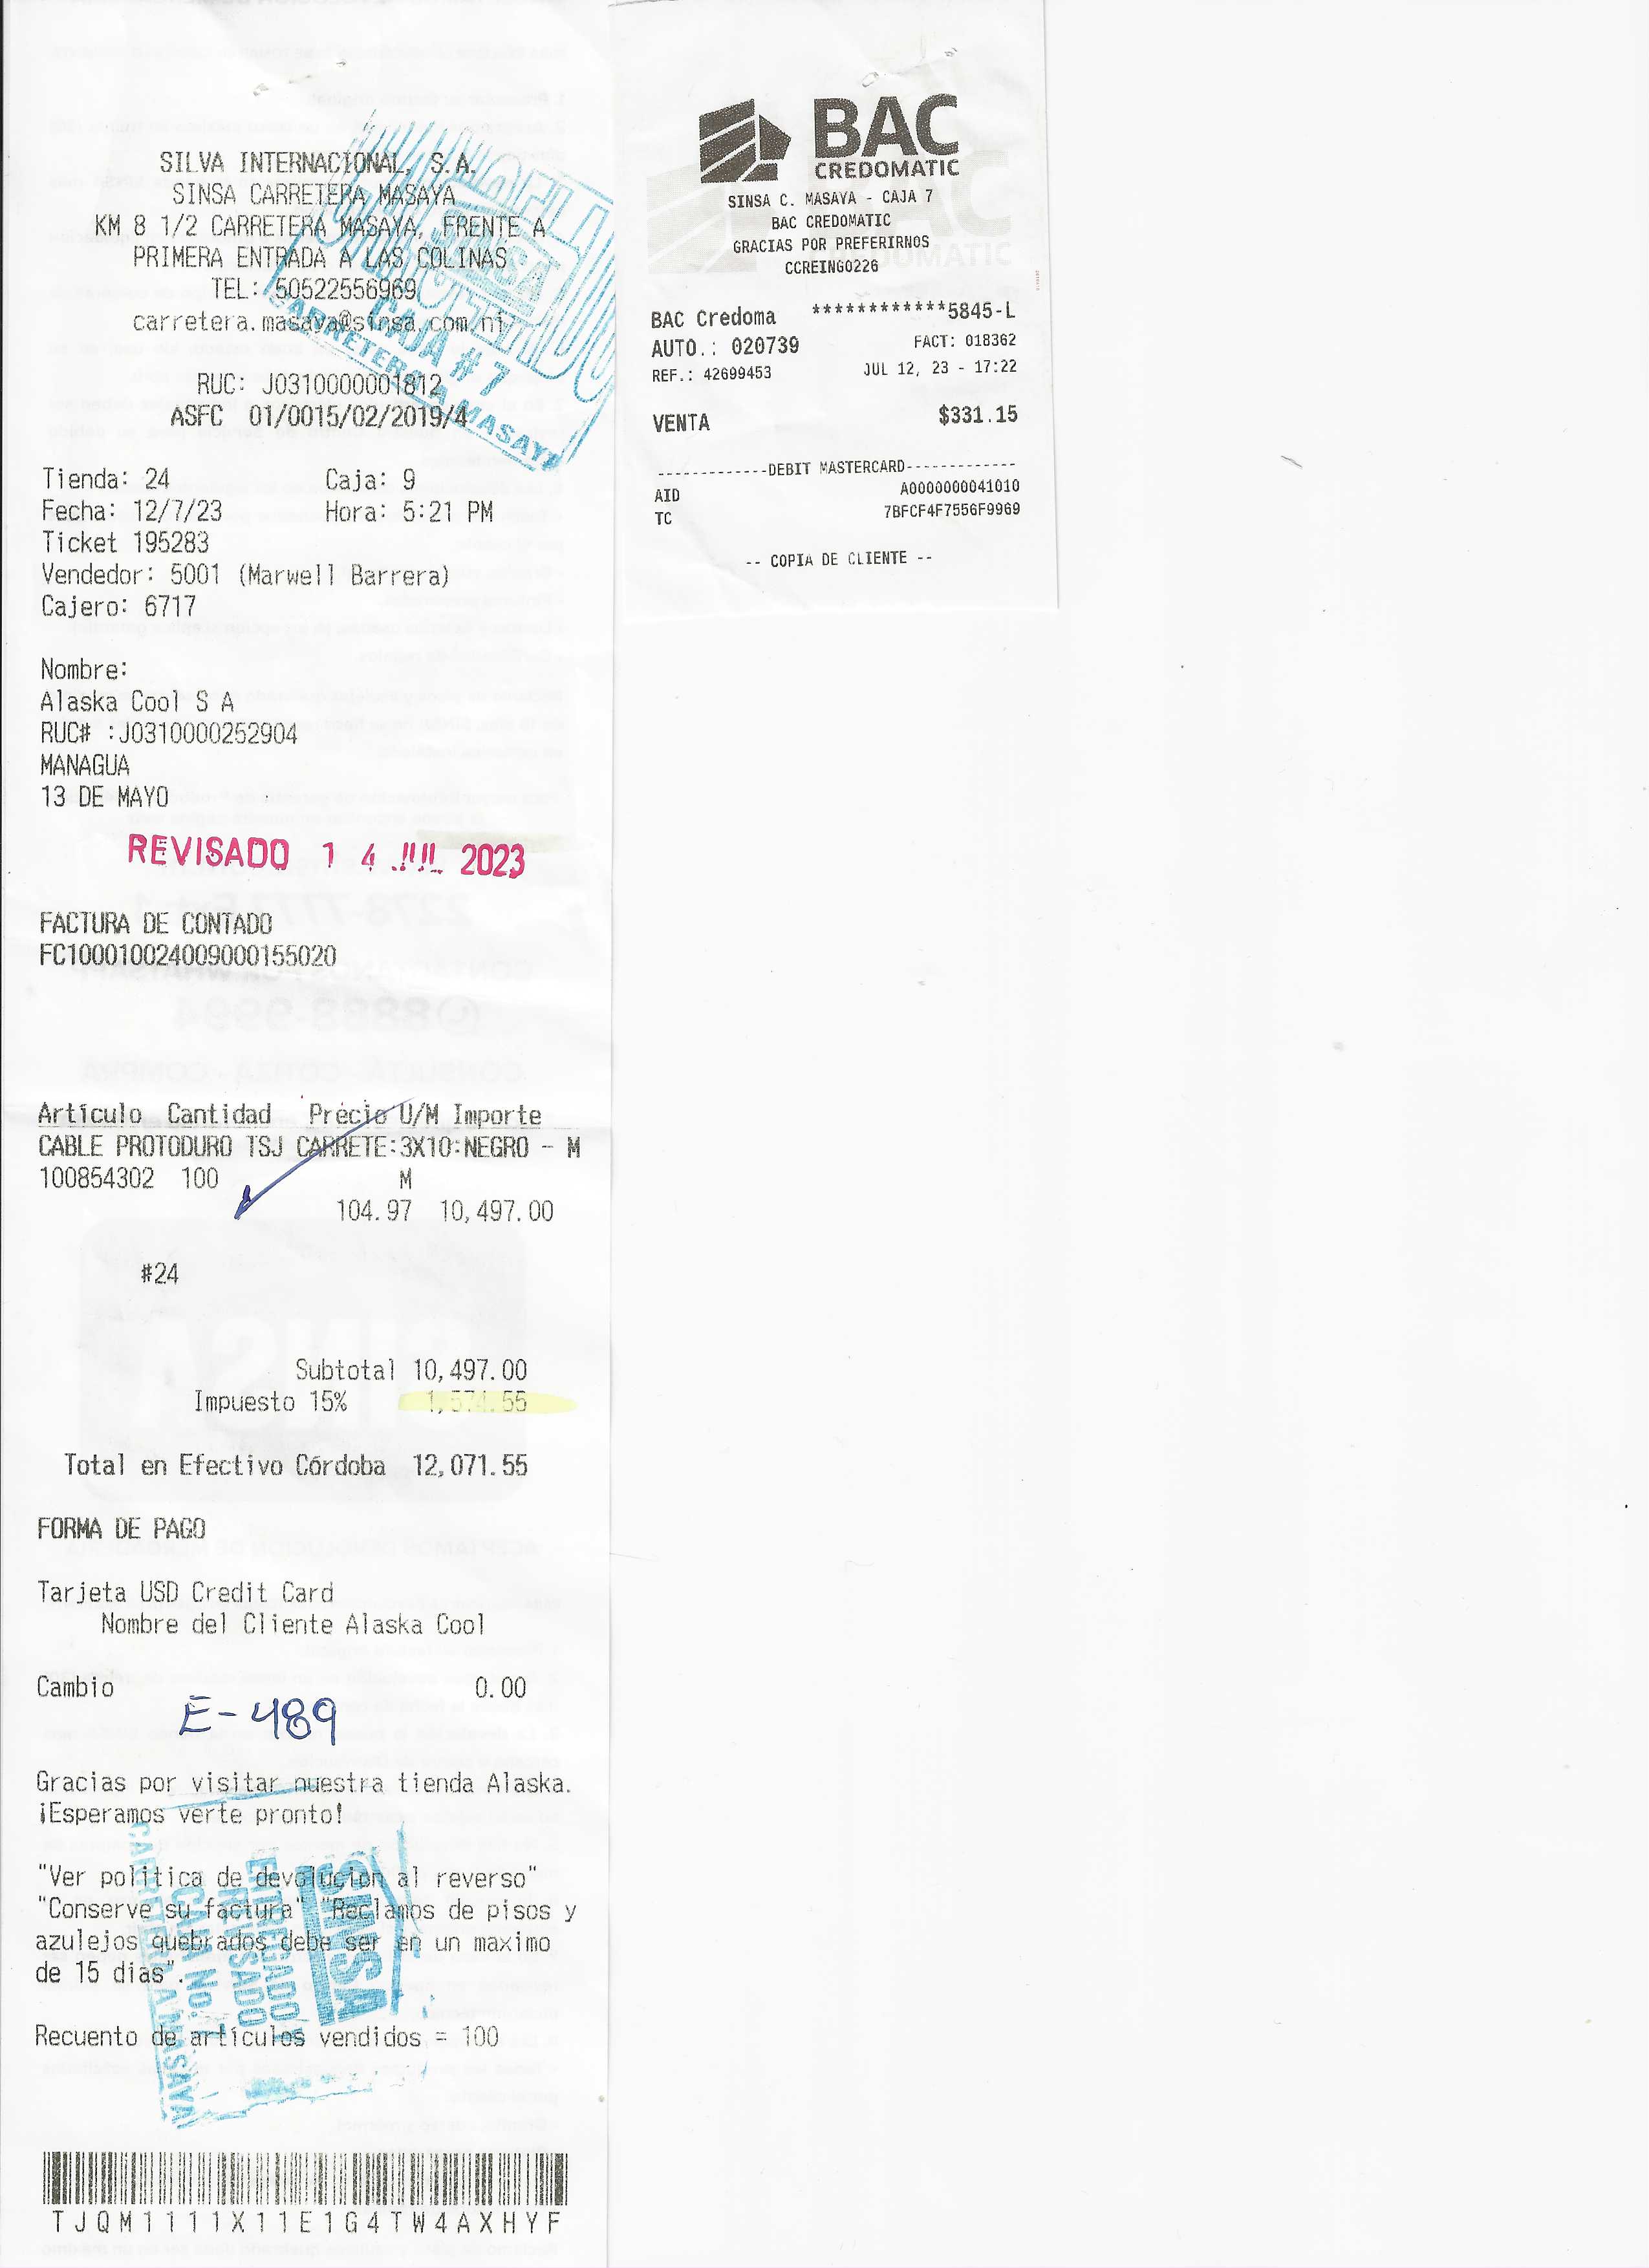 SILVA INTERNACIONAL, S.A.
SINSA CARRETERA MASAYA
KM 8 1/2 CARRETERA MASAYA, FRENTE A
PRIMERA ENTRADA A LAS COLINAS
TEL: 50522556969
carretera.masaya@sinsa.com.ni
RUC: J0310000001812
ASFC 01/0015/02/2019/4
SINSA
CAJA # 7
CARRETERA MASAYA
Tienda: 24 Caja: 9
Fecha: 12/7/23 Hora: 5:21 PM
Ticket 195283
Vendedor: 5001 (Marwell Barrera)
Cajero: 6717
Nombre:
Alaska Cool S A
RUC# :J0310000252904
MANAGUA
13 DE MAYO
REVISADO 14 JUL 2023
FACTURA DE CONTADO
FC100010024009000155020
Artículo Cantidad Précio U/M Importe
CABLE PROTODURO TSJ CARRETE:3X10:NEGRO - M
100854302 100 M
104.97 10,497.00
#24
Subtotal 10,497.00
Impuesto 15% 1,574.55
Total en Efectivo Córdoba 12,071.55
FORMA DE PAGO
Tarjeta USD Credit Card
Nombre del Cliente Alaska Cool
Cambio 0.00
E-489
Gracias por visitar nuestra tienda Alaska.
¡Esperamos verte pronto!
"Ver politica de devolucion al reverso"
"Conserve su factura" "Reclamos de pisos y
azulejos quebrados debe ser en un maximo
de 15 dias".
SINSA
ENTREGADO Y
REVISADO
CAJA No. 1
CARRETERA MASAYA
Recuento de artículos vendidos = 100
TJQM1111X11E1G4TW4AXHYF
BAC
CREDOMATIC
SINSA C. MASAYA - CAJA 7
BAC CREDOMATIC
GRACIAS POR PREFERIRNOS
CCREING0226
BAC Credoma ************5845-L
AUTO.: 020739 FACT: 018362
REF.: 42699453 JUL 12, 23 - 17:22
VENTA $331.15
-------------DEBIT MASTERCARD-------------
AID A0000000041010
TC 7BFCF4F7556F9969
-- COPIA DE CLIENTE --